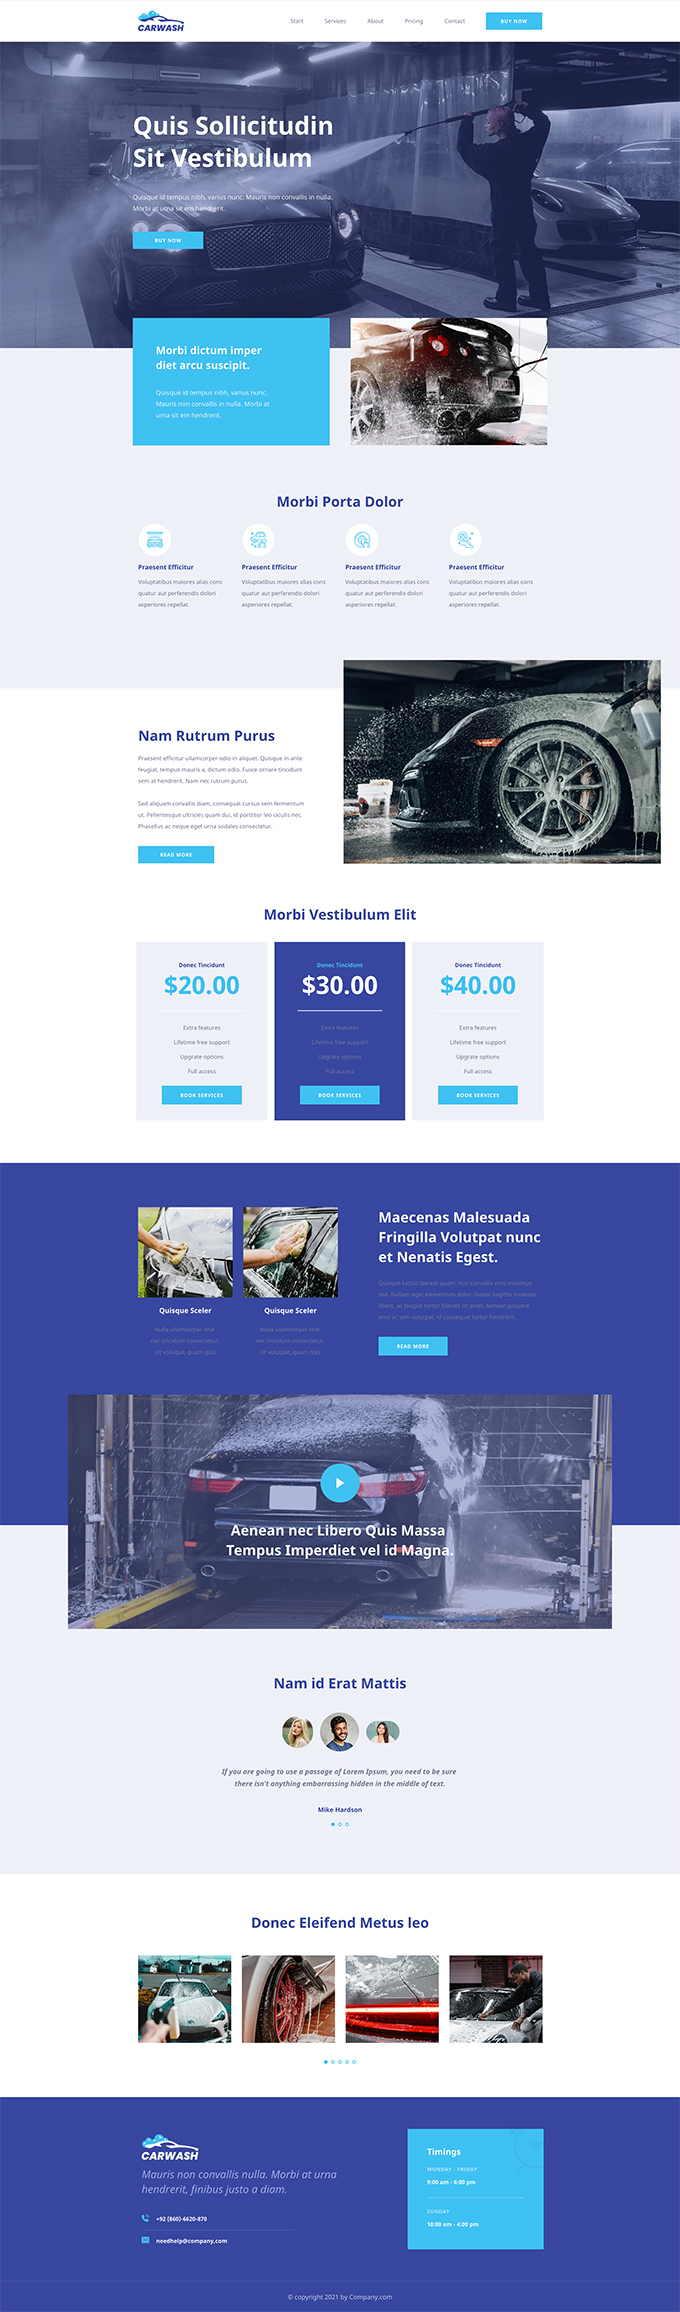 CARWASH
Start Services About Pricing Contact BUY NOW
Quis Sollicitudin
Sit Vestibulum
Quisque id tempus nibh, varius nunc. Mauris non convallis in nulla.
Morbi at urna sit em hendrerit.
BUY NOW
Morbi dictum imper
diet arcu suscipit.
Quisque id tempus nibh, varius nunc.
Mauris non convallis in nulla. Morbi at
urna sit em hendrerit.
Morbi Porta Dolor
Praesent Efficitur
Voluptatibus maiores alias cons
quatur aut perferendis dolori
asperiores repellat.
Praesent Efficitur
Voluptatibus maiores alias cons
quatur aut perferendis dolori
asperiores repellat.
Praesent Efficitur
Voluptatibus maiores alias cons
quatur aut perferendis dolori
asperiores repellat.
Praesent Efficitur
Voluptatibus maiores alias cons
quatur aut perferendis dolori
asperiores repellat.
Nam Rutrum Purus
Praesent efficitur ullamcorper odio in aliquet. Quisque in ante
feugiat, tempus mauris a, dictum odio. Fusce ornare tincidunt
sem at hendrerit. Nam nec rutrum purus.
Sed aliquam convallis diam, consequat cursus sem fermentum
ut. Pellentesque ultricies quam dui, id porttitor leo iaculis nec.
Phasellus ac neque eget urna sodales consectetur.
READ MORE
Morbi Vestibulum Elit
Donec Tincidunt
$20.00
Extra features
Lifetime free support
Upgrate options
Full access
BOOK SERVICES
Donec Tincidunt
$30.00
Extra features
Lifetime free support
Upgrate options
Full access
BOOK SERVICES
Donec Tincidunt
$40.00
Extra features
Lifetime free support
Upgrate options
Full access
BOOK SERVICES
Quisque Sceler
Nulla ullamcorper erat
nec tincidunt consectetur.
Ut volutpat, quam quis
Quisque Sceler
Nulla ullamcorper erat
nec tincidunt consectetur.
Ut volutpat, quam quis
Maecenas Malesuada
Fringilla Volutpat nunc
et Nenatis Egest.
Quisque luctus laoreet quam, non convallis eros maximus
sed. Nullam eget elementum dolor. Donec sagittis molestie
libero, ac feugiat tortor blandit sit amet. Aenean posuere
eros ac sem volutpat, id consequat tortor hendrerit.
READ MORE
Aenean nec Libero Quis Massa
Tempus Imperdiet vel id Magna.
Nam id Erat Mattis
If you are going to use a passage of Lorem Ipsum, you need to be sure
there isn't anything embarrassing hidden in the middle of text.
Mike Hardson
Donec Eleifend Metus leo
CARWASH
Mauris non convallis nulla. Morbi at urna
hendrerit, finibus justo a diam.
+92 (860)-6620-870
needhelp@company.com
Timings
MONDAY - FRIDAY
9:00 am - 6:00 pm
SUNDAY
10:00 am - 4:00 pm
© copyright 2021 by Company.com